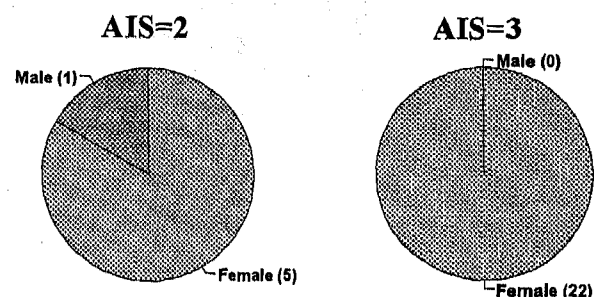 AIS=2
Male (1)
Female (5)
AIS=3
Male (0)
Female (22)